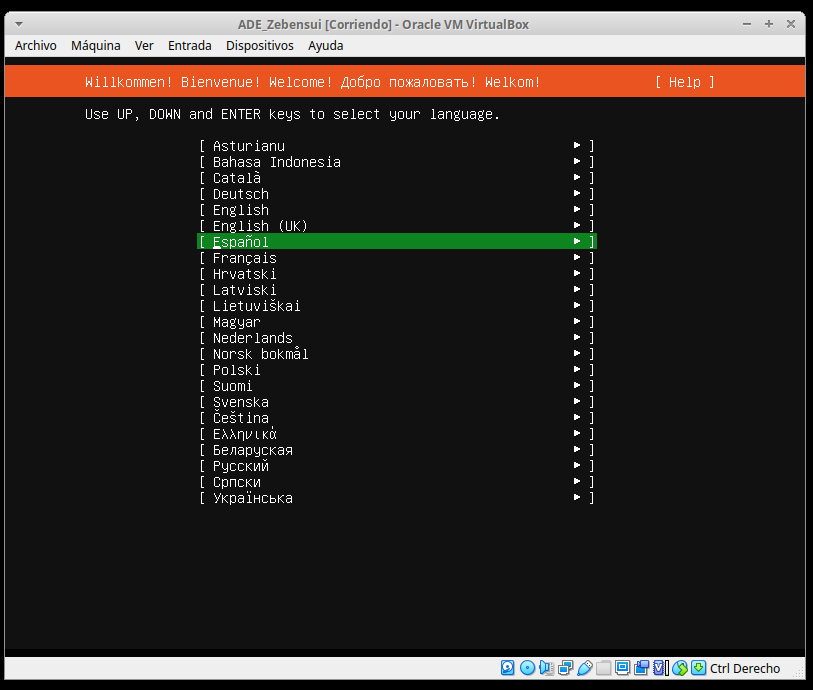 ADE_Zebensui [Corriendo] - Oracle VM VirtualBox
Archivo Máquina Ver Entrada Dispositivos Ayuda
Willkommen! Bienvenue! Welcome! Добро пожаловать! Welkom! [ Help ]
Use UP, DOWN and ENTER keys to select your language.
[ Asturianu ► ]
[ Bahasa Indonesia ► ]
[ Català ► ]
[ Deutsch ► ]
[ English ► ]
[ English (UK) ► ]
[ Español ► ]
[ Français ► ]
[ Hrvatski ► ]
[ Latviski ► ]
[ Lietuviškai ► ]
[ Magyar ► ]
[ Nederlands ► ]
[ Norsk bokmål ► ]
[ Polski ► ]
[ Suomi ► ]
[ Svenska ► ]
[ Čeština ► ]
[ Ελληνικά ► ]
[ Беларуская ► ]
[ Русский ► ]
[ Српски ► ]
[ Українська ► ]
Ctrl Derecho